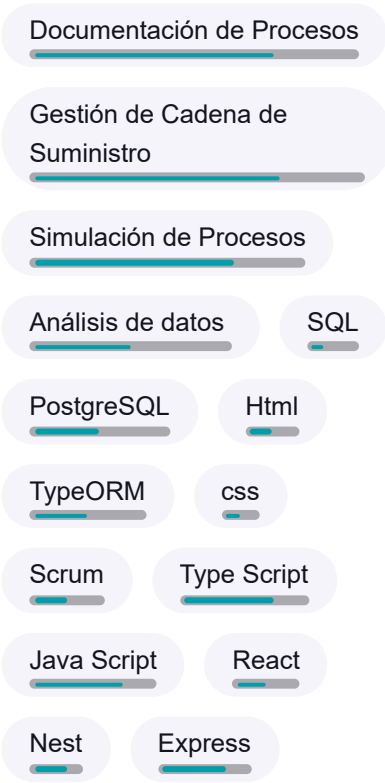 Documentación de Procesos
Gestión de Cadena de
Suministro
Simulación de Procesos
Análisis de datos
SQL
PostgreSQL
Html
TypeORM
css
Scrum
Type Script
Java Script
React
Nest
Express